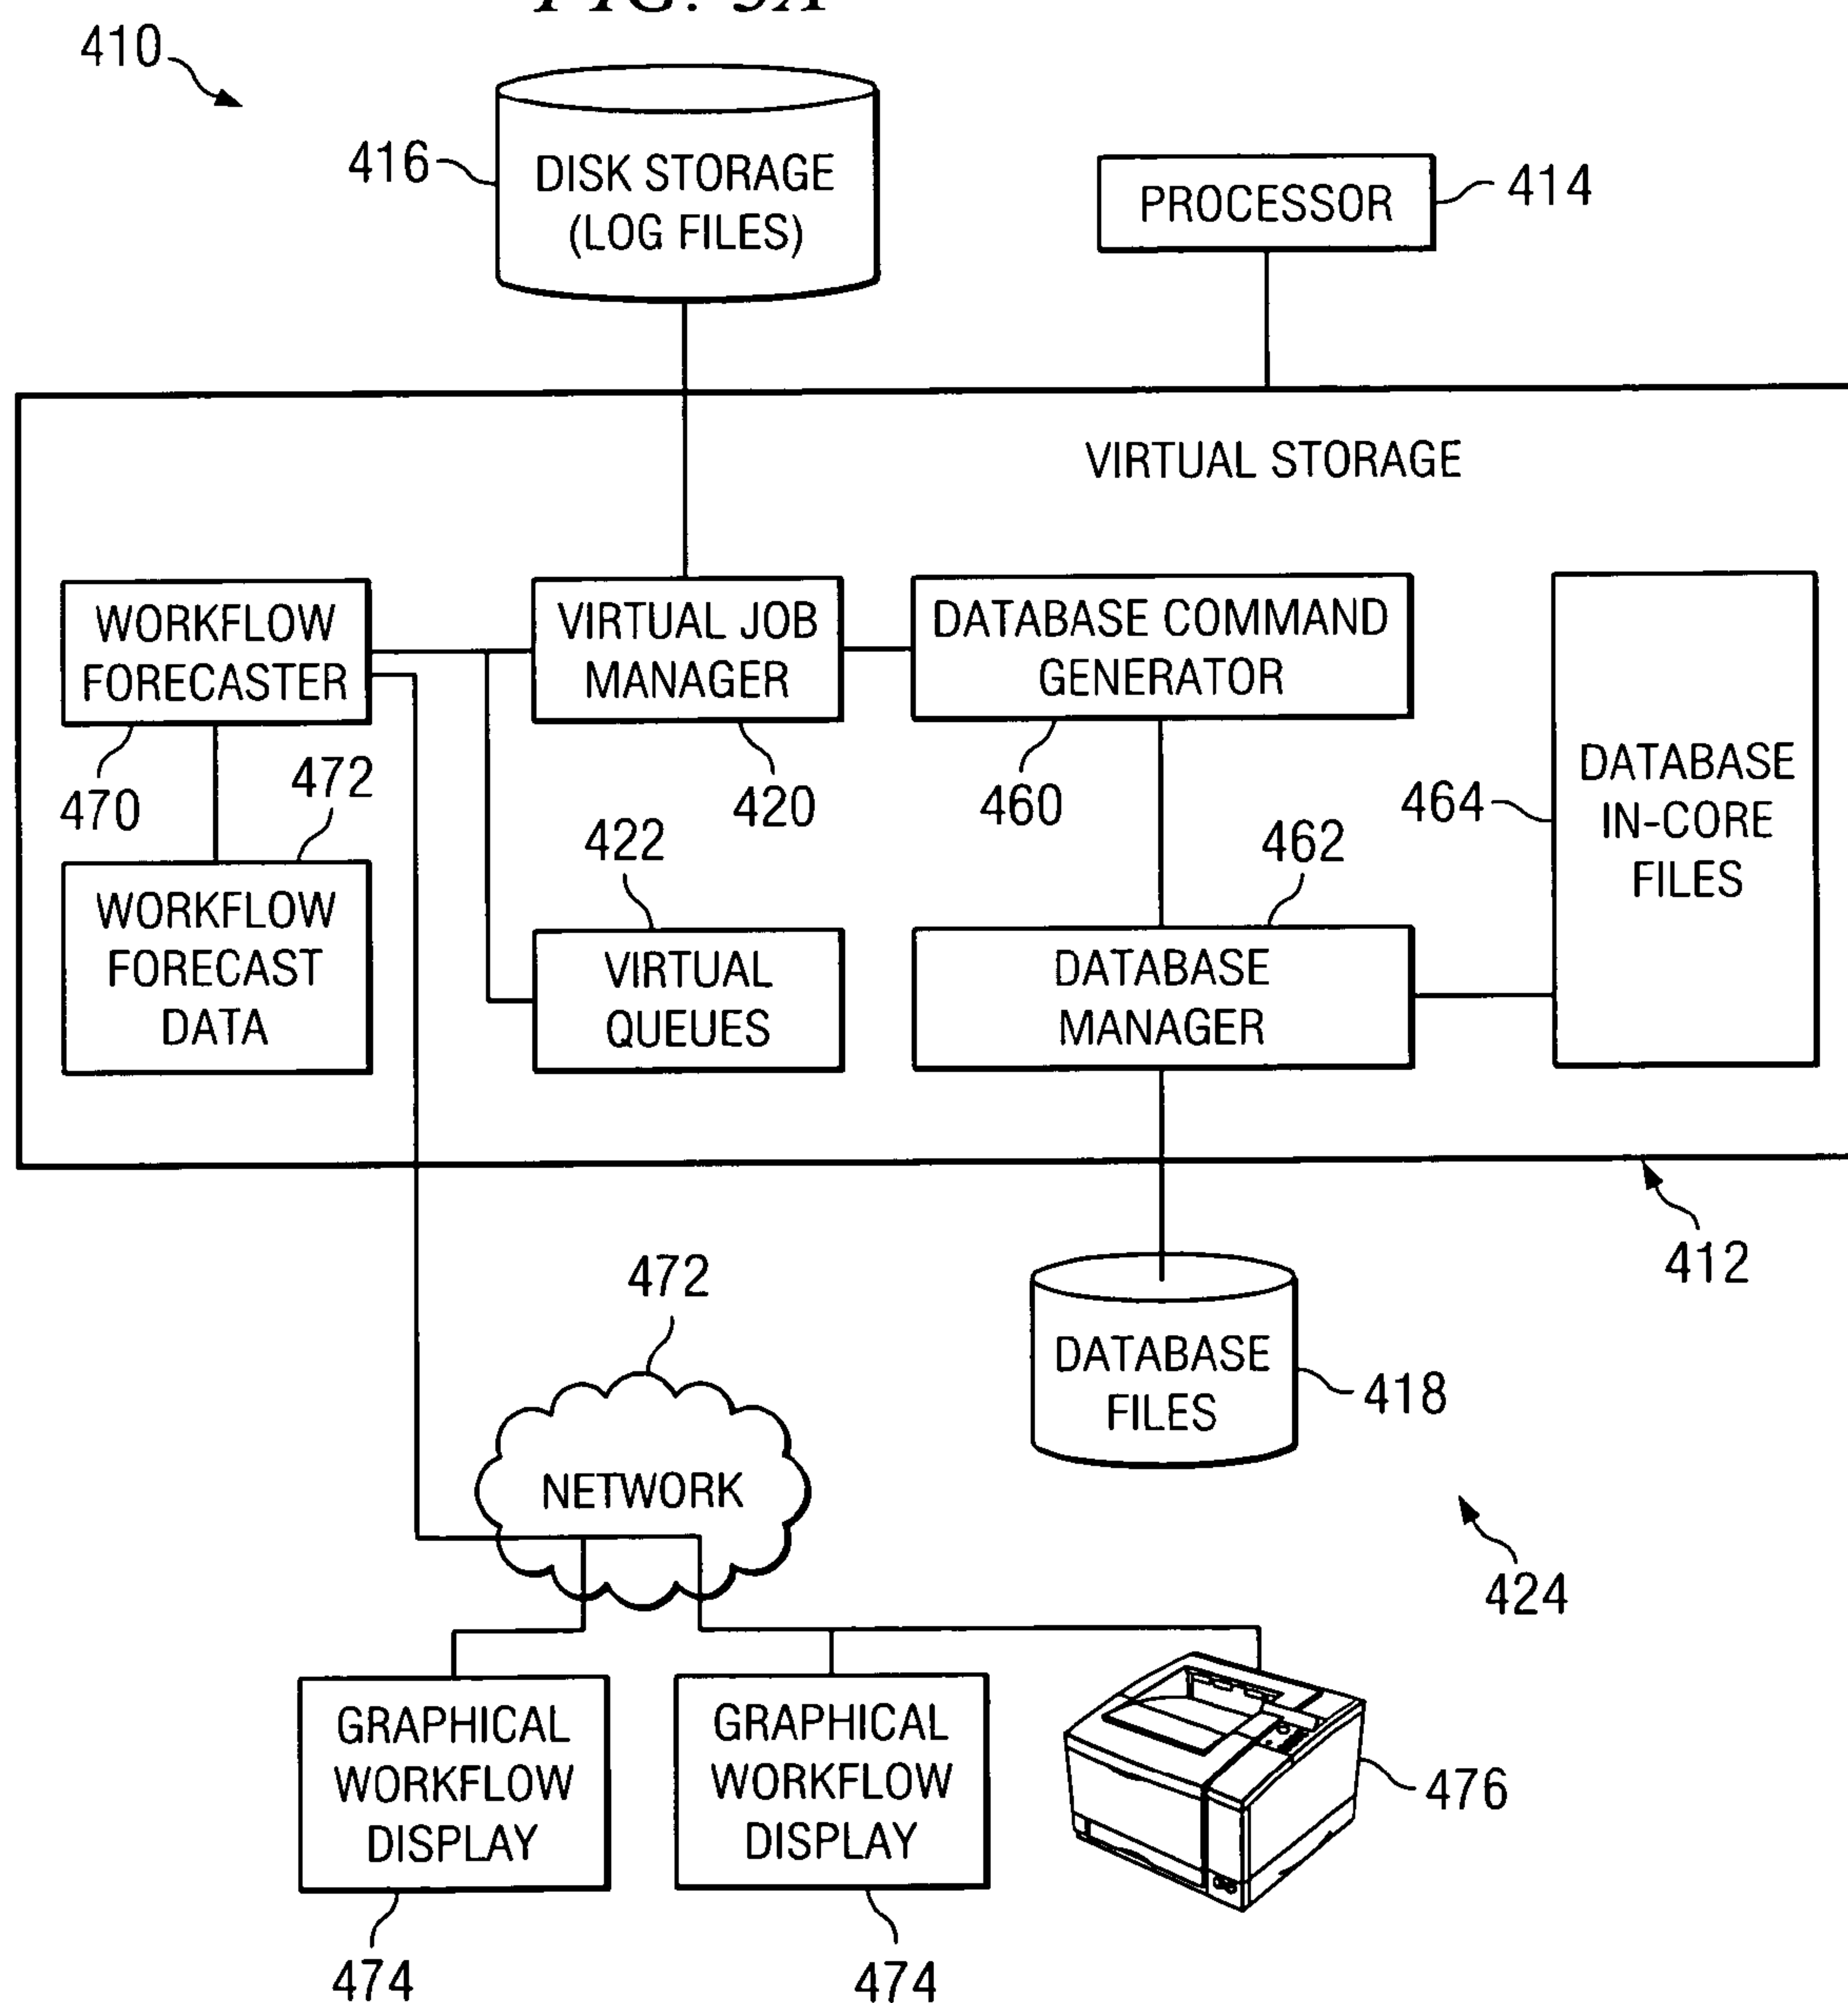 410
416
DISK STORAGE
(LOG FILES)
PROCESSOR
414
VIRTUAL STORAGE
WORKFLOW
FORECASTER
470
VIRTUAL JOB
MANAGER
420
DATABASE COMMAND
GENERATOR
460
464
DATABASE
IN-CORE
FILES
472
WORKFLOW
FORECAST
DATA
422
VIRTUAL
QUEUES
462
DATABASE
MANAGER
412
472
NETWORK
DATABASE
FILES
418
424
GRAPHICAL
WORKFLOW
DISPLAY
474
GRAPHICAL
WORKFLOW
DISPLAY
474
476